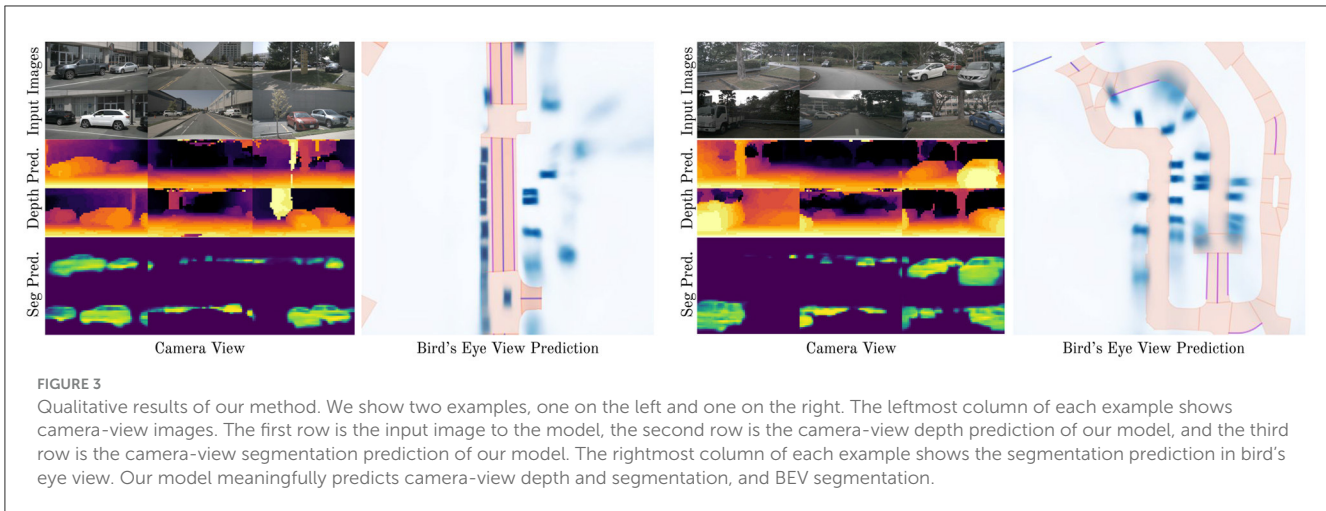 Input Images
Depth Pred.
Seg Pred.
Camera View
Bird's Eye View Prediction
Input Images
Depth Pred.
Seg Pred.
Camera View
Bird's Eye View Prediction
FIGURE 3
Qualitative results of our method. We show two examples, one on the left and one on the right. The leftmost column of each example shows
camera-view images. The first row is the input image to the model, the second row is the camera-view depth prediction of our model, and the third
row is the camera-view segmentation prediction of our model. The rightmost column of each example shows the segmentation prediction in bird's
eye view. Our model meaningfully predicts camera-view depth and segmentation, and BEV segmentation.